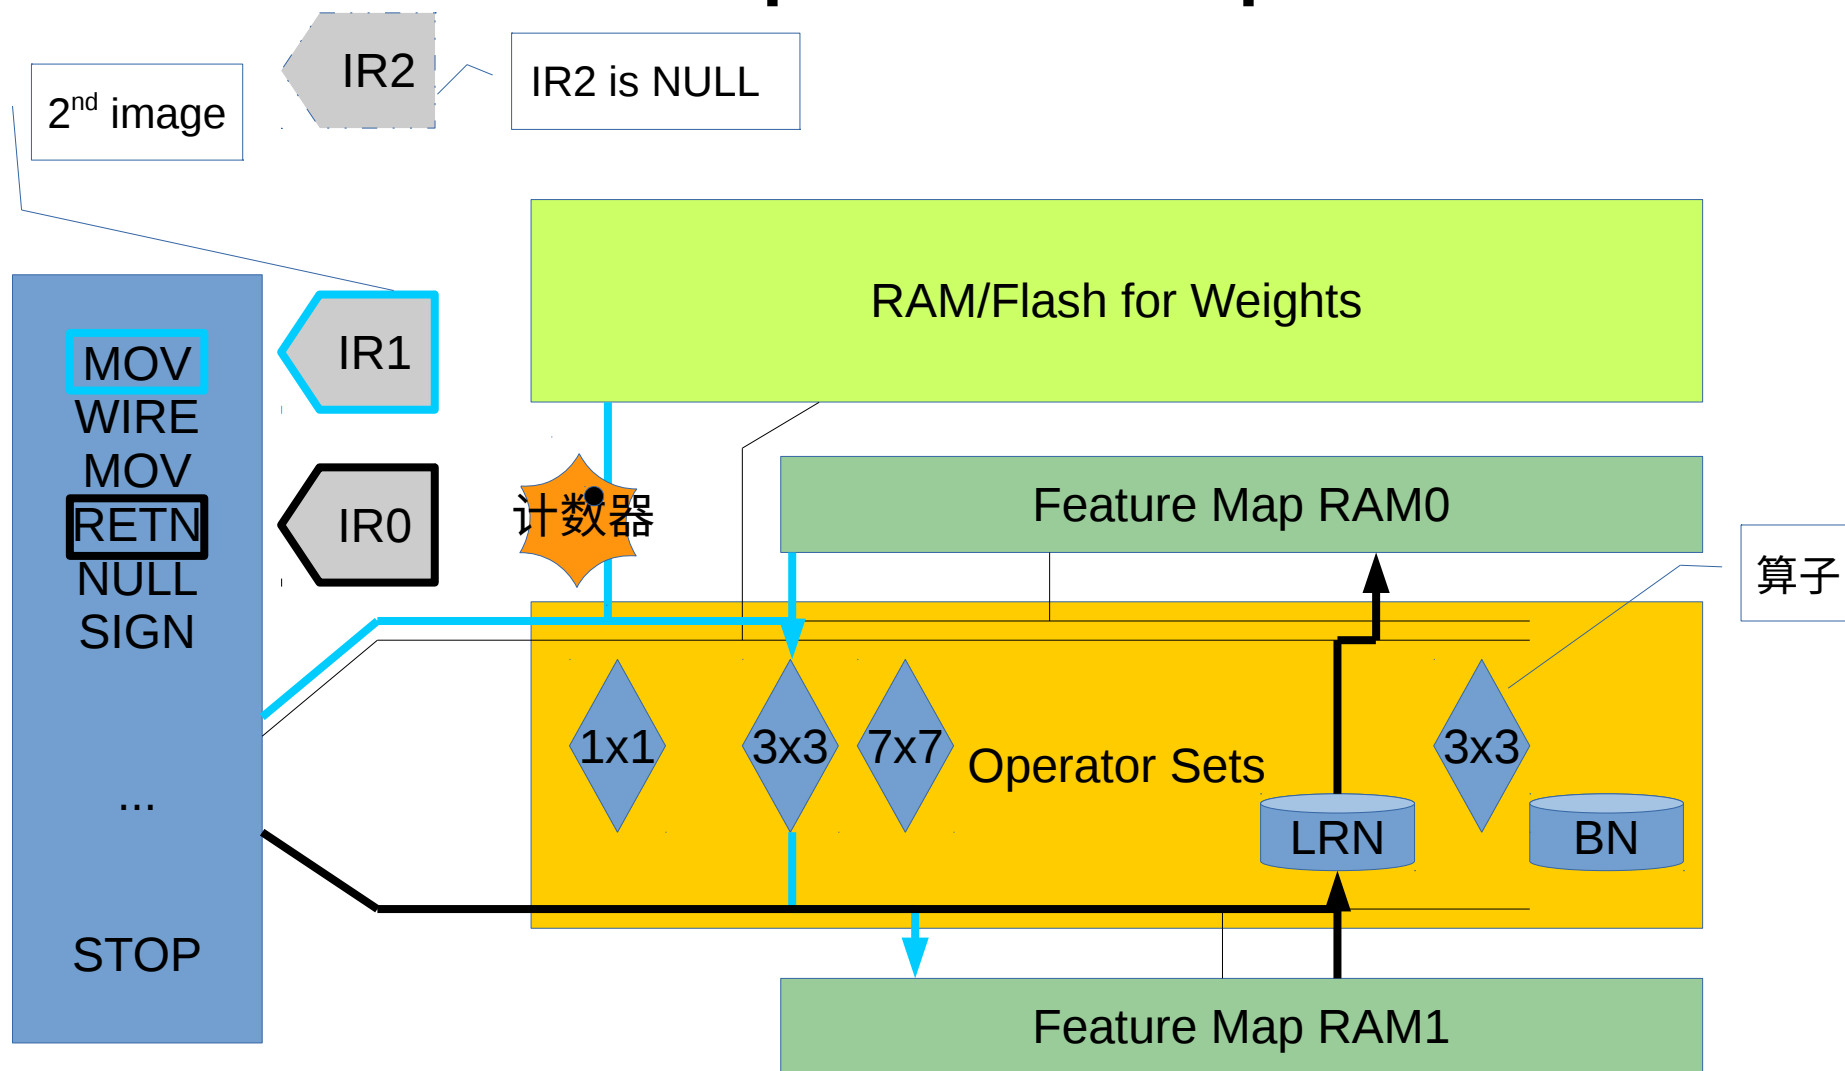 IR2
IR2 is NULL
2nd image
RAM/Flash for Weights
MOV
WIRE
MOV
RETN
NULL
SIGN
...
STOP
IR1
IR0
计数器
Feature Map RAM0
算子
1x1
3x3
7x7
Operator Sets
3x3
LRN
BN
Feature Map RAM1